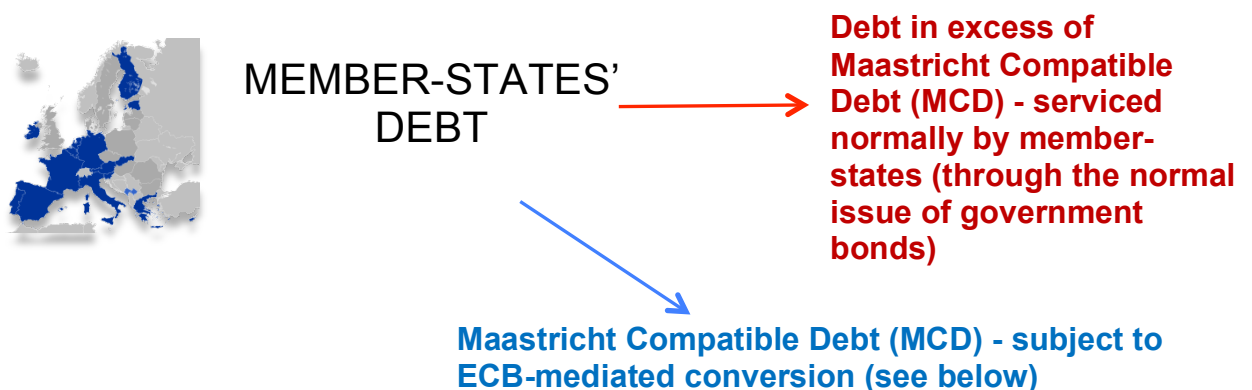 MEMBER-STATES'
DEBT
Debt in excess of
Maastricht Compatible
Debt (MCD) - serviced
normally by member-
states (through the normal
issue of government
bonds)
Maastricht Compatible Debt (MCD) - subject to
ECB-mediated conversion (see below)